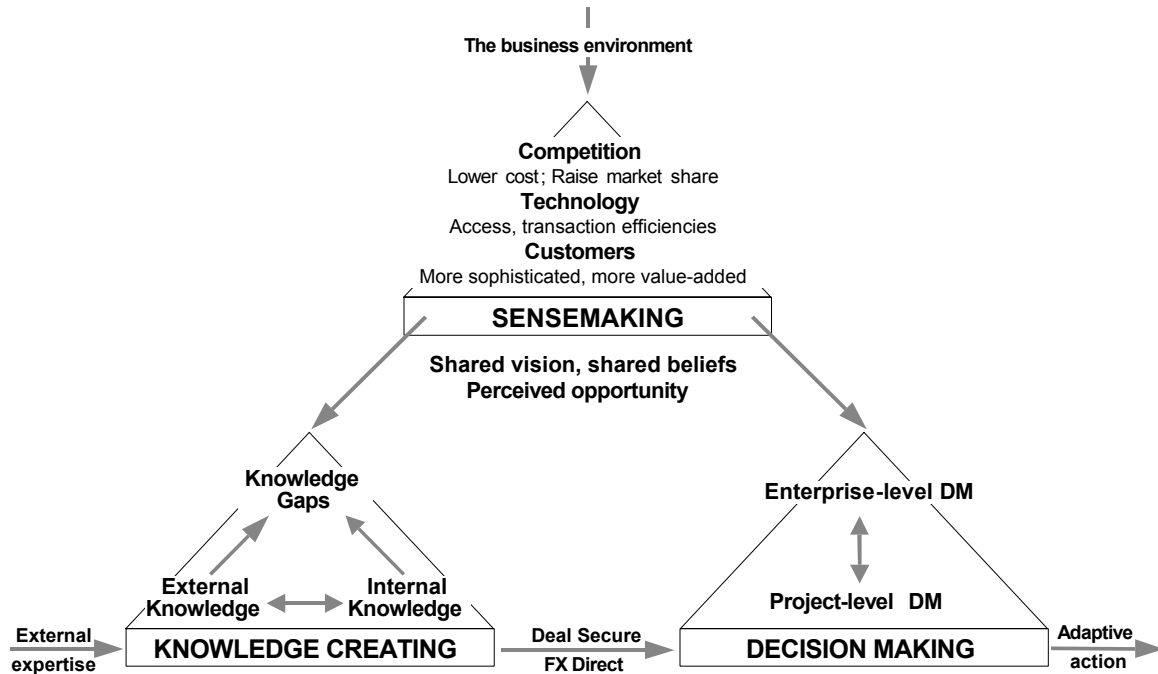 The business environment
Competition
Lower cost; Raise market share
Technology
Access, transaction efficiencies
Customers
More sophisticated, more value-added
SENSEMAKING
Shared vision, shared beliefs
Perceived opportunity
Knowledge
Gaps
External
Knowledge
Internal
Knowledge
Enterprise-level DM
Project-level DM
External
expertise
KNOWLEDGE CREATING
Deal Secure
FX Direct
DECISION MAKING
Adaptive
action